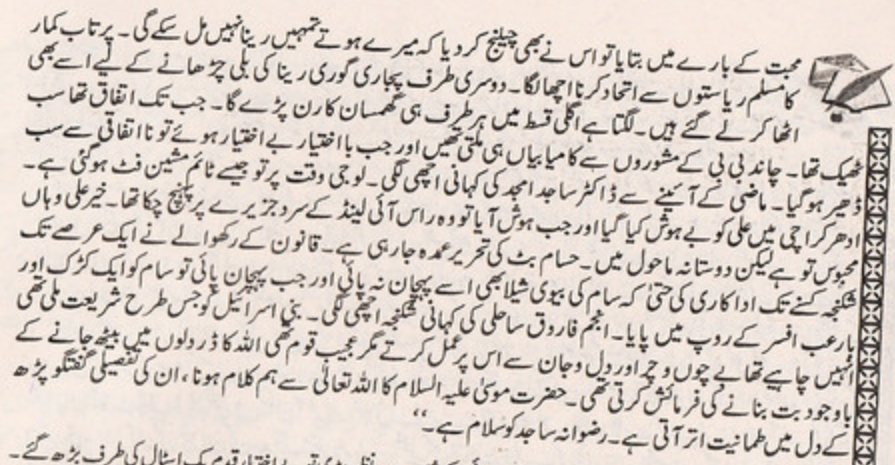 محبت کے بارے میں بتایا تو اس نے بھی چیلنج کر دیا کہ میرے ہوتے تمہیں رینا نہیں مل سکے گی۔ پرتاب کمار
کا مسلم ریاستوں سے اتحاد کرنا اچھا لگا۔ دوسری طرف پجاری گوری رینا کی بلی چڑھانے کے لیے اسے بھی
اٹھا کر لے گئے ہیں۔ لگتا ہے اگلی قسط میں ہر طرف ہی گھمسان کا رن پڑے گا۔ جب تک اتفاق تھا سب
ٹھیک تھا۔ چاند بی بی کے مشوروں سے کامیابیاں ہی ملتی تھیں اور جب با اختیار بے اختیار ہوئے تو نا اتفاقی سے سب
ڈھیر ہو گیا۔ ماضی کے آئینے سے ڈاکٹر ساجد امجد کی کہانی اچھی لگی۔ لو جی وقت پر تو جیسے ٹائم مشین فٹ ہو گئی ہے۔
ادھر کراچی میں علی کو بے ہوش کیا گیا اور جب ہوش آیا تو وہ راس آئی لینڈ کے سرد جزیرے پر پہنچ چکا تھا۔ خیر علی وہاں
محبوس تو ہے لیکن دوستانہ ماحول میں۔ حسام بٹ کی تحریر عمدہ جا رہی ہے۔ قانون کے رکھوالے نے ایک عرصے تک
شکنجہ کسنے تک اداکاری کی حتیٰ کہ سام کی بیوی شیلا بھی اسے پہچان نہ پائی اور جب پہچان پائی تو سام کو ایک کڑک اور
بارعب افسر کے روپ میں پایا۔ انجم فاروق ساحلی کی کہانی شکنجہ اچھی لگی۔ بنی اسرائیل کو جس طرح شریعت ملی تھی
انہیں چاہیے تھا بے چوں و چرا اور دل و جان سے اس پر عمل کرتے مگر عجیب قوم تھی اللہ کا ڈر دلوں میں بیٹھ جانے کے
باوجود بت بنانے کی فرمائش کرتی تھی۔ حضرت موسیٰ علیہ السلام کا اللہ تعالیٰ سے ہم کلام ہونا، ان کی تفصیلی گفتگو پڑھ
کے دل میں طمانیت اتر آتی ہے۔ رضوانہ ساجد کو سلام ہے۔‘‘
اختیار قدم بک اسٹال کی طرف بڑھ گئے۔